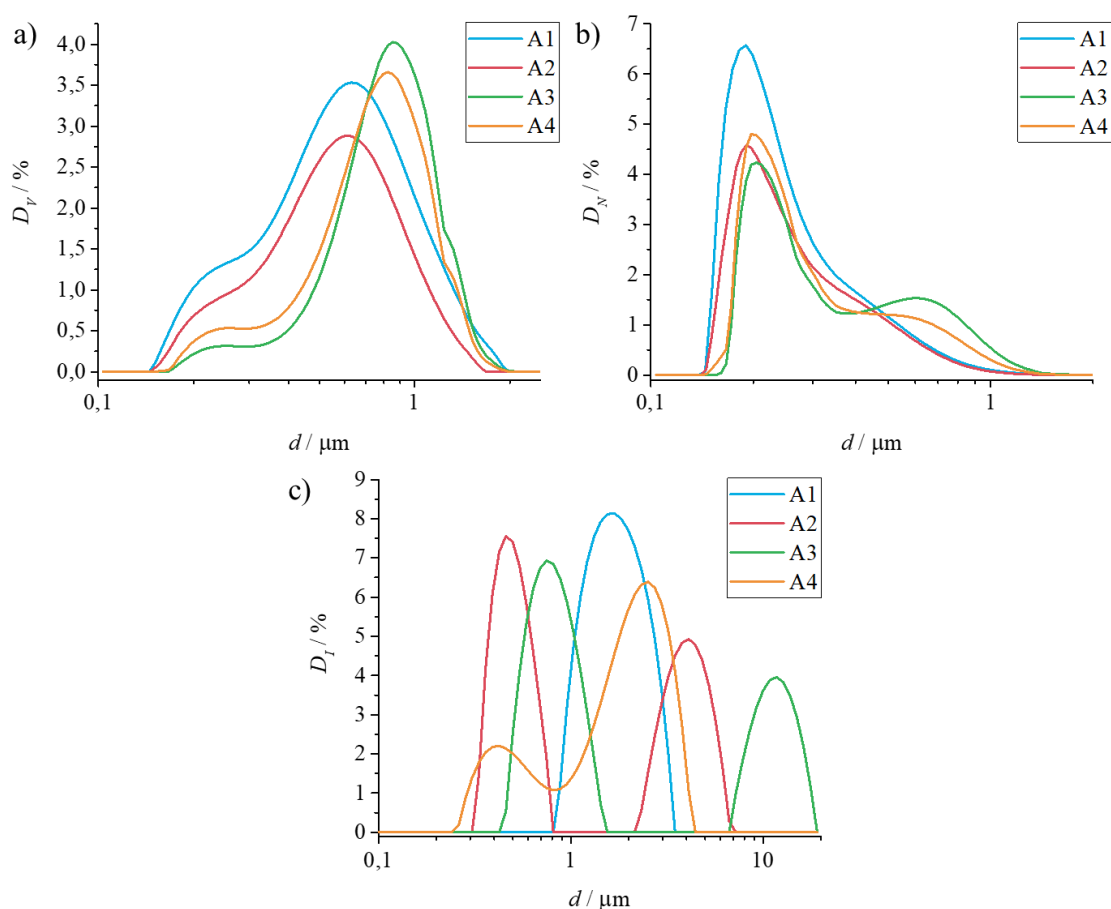 a)
A1
A2
A3
A4
4,0
3,5
3,0
2,5
2,0
1,5
1,0
0,5
0,0
D_V / %
0,1
1
d / μm
b)
A1
A2
A3
A4
7
6
5
4
3
2
1
0
D_N / %
0,1
1
d / μm
c)
A1
A2
A3
A4
9
8
7
6
5
4
3
2
1
0
D_I / %
0,1
1
10
d / μm